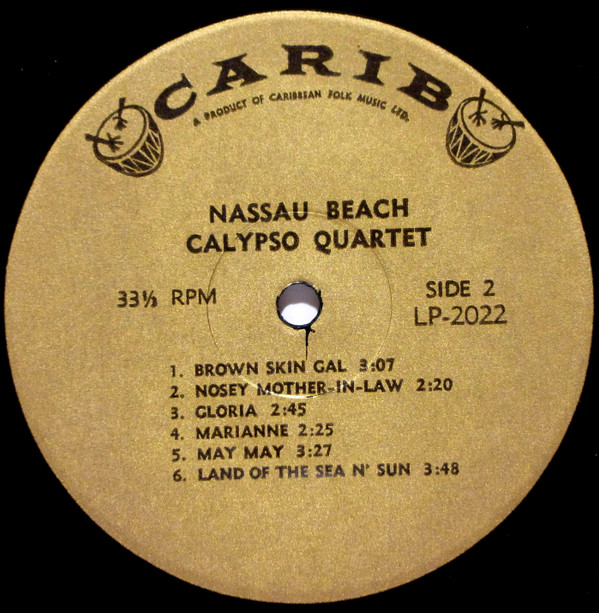 CARIB
A PRODUCT OF CARIBBEAN FOLK MUSIC LTD.
NASSAU BEACH
CALYPSO QUARTET
33⅓ RPM
SIDE 2
LP-2022
1. BROWN SKIN GAL 3:07
2. NOSEY MOTHER-IN-LAW 2:20
3. GLORIA 2:45
4. MARIANNE 2:25
5. MAY MAY 3:27
6. LAND OF THE SEA N' SUN 3:48